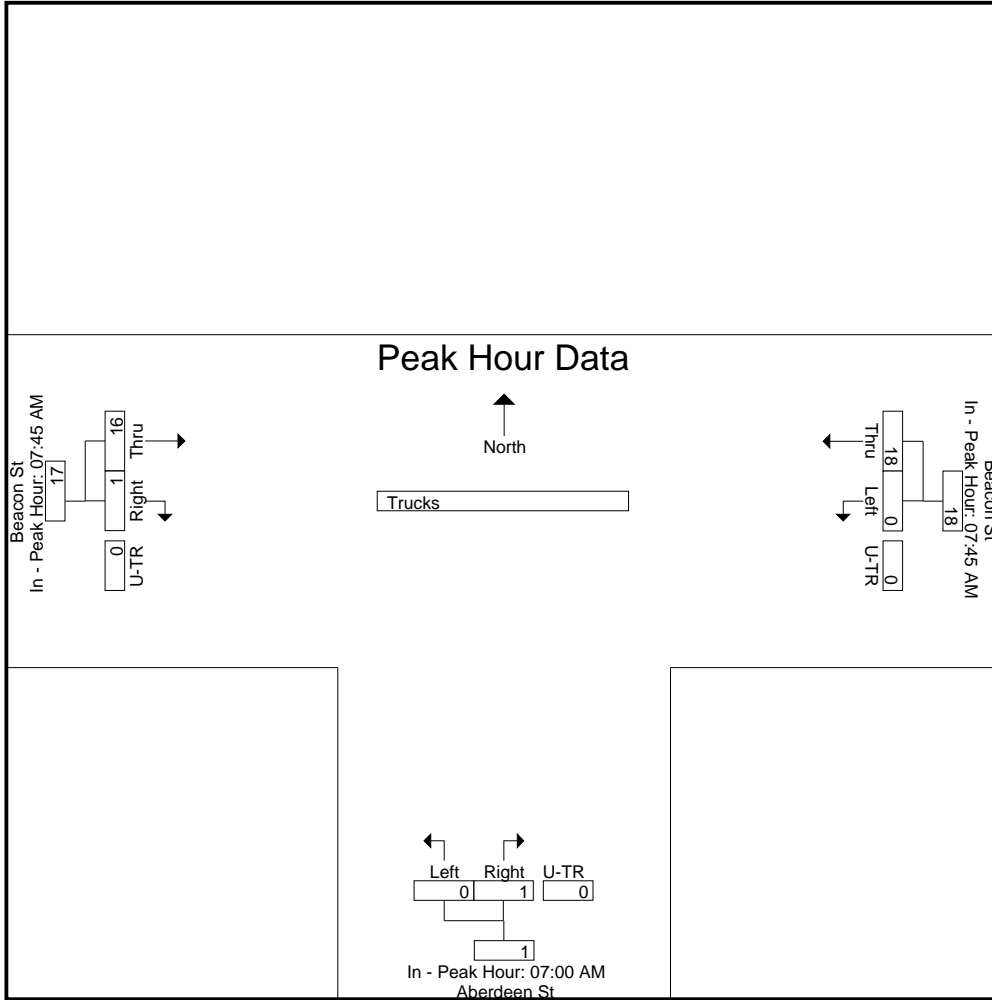 Peak Hour Data
North
Trucks
Beacon St
In - Peak Hour: 07:45 AM
17
16 1 0
Thru Right U-TR
Beacon St
In - Peak Hour: 07:45 AM
18
18 0 0
Thru Left U-TR
Left Right U-TR
0 1 0
1
In - Peak Hour: 07:00 AM
Aberdeen St